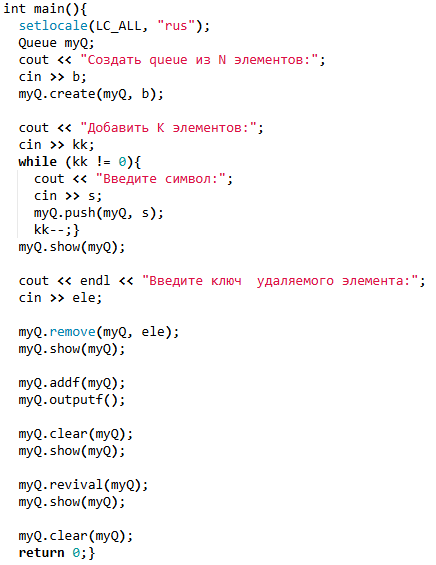 int main(){
setlocale(LC_ALL, "rus");
Queue myQ;
cout << "Создать queue из N элементов:";
cin >> b;
myQ.create(myQ, b);
cout << "Добавить K элементов:";
cin >> kk;
while (kk != 0){
cout << "Введите символ:";
cin >> s;
myQ.push(myQ, s);
kk--;}
myQ.show(myQ);
cout << endl << "Введите ключ  удаляемого элемента:";
cin >> ele;
myQ.remove(myQ, ele);
myQ.show(myQ);
myQ.addf(myQ);
myQ.outputf();
myQ.clear(myQ);
myQ.show(myQ);
myQ.revival(myQ);
myQ.show(myQ);
myQ.clear(myQ);
return 0;}